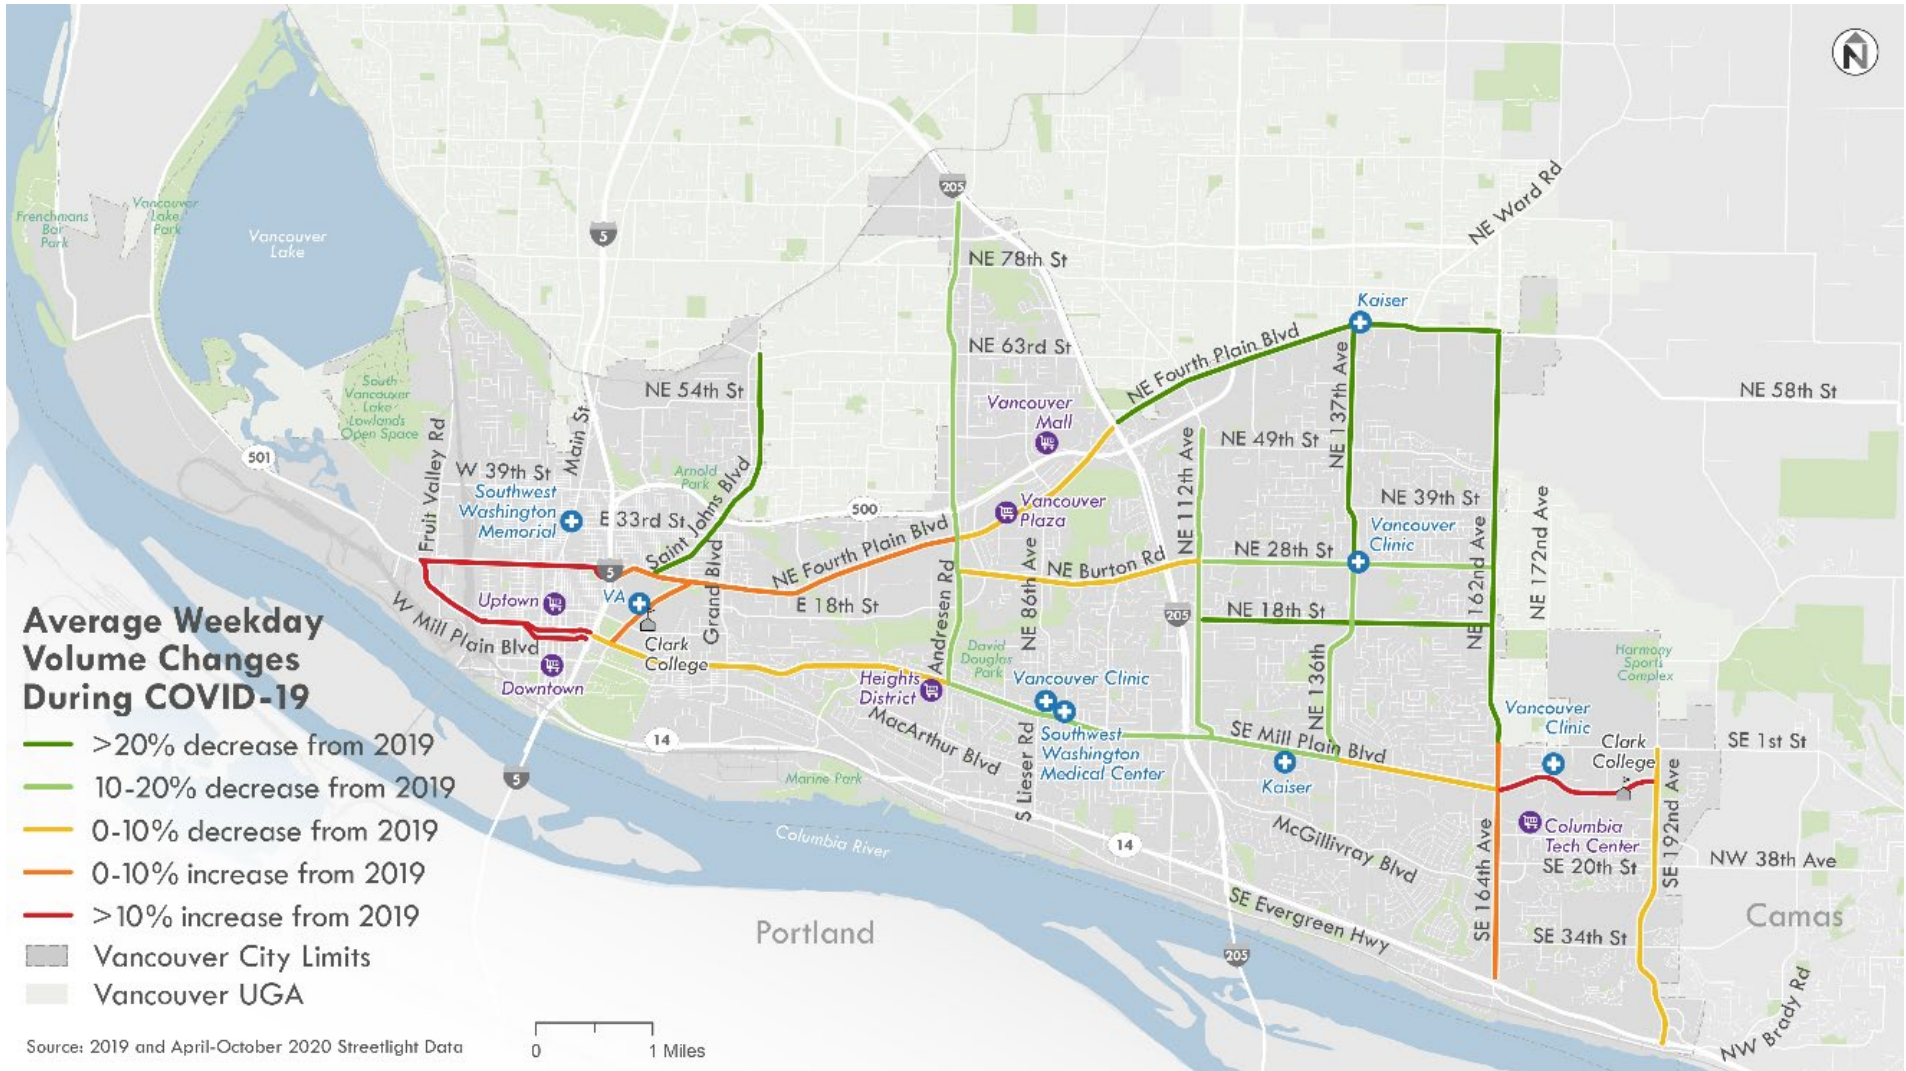 N
205
NE Ward Rd
Frenchmans
Bar
Park
Vancouver
Lake
Park
Vancouver
Lake
5
NE 78th St
Kaiser
NE 63rd St
NE Fourth Plain Blvd
NE 137th Ave
South
Vancouver
Lake
Lowlands
Open Space
NE 54th St
NE 58th St
Vancouver
Mall
Main St
Fruit Valley Rd
NE 112th Ave
NE 49th St
501
W 39th St
Arnold
Park
Southwest
Washington
Memorial
E 33rd St
Saint Johns Blvd
500
Vancouver
Plaza
NE 39th St
NE 172nd Ave
Vancouver
Clinic
NE 162nd Ave
NE Fourth Plain Blvd
NE 28th St
5
Grand Blvd
NE 86th Ave
NE Burton Rd
Andresen Rd
Uptown
VA
E 18th St
205
NE 18th St
W Mill Plain Blvd
Clark
College
David
Douglas
Park
NE 136th
Harmony
Sports
Complex
Downtown
Heights
District
Vancouver Clinic
MacArthur Blvd
S Lieser Rd
Southwest
Washington
Medical Center
SE Mill Plain Blvd
Kaiser
Vancouver
Clinic
Clark
College
SE 1st St
14
5
Marine Park
Columbia River
14
McGillivray Blvd
SE 164th Ave
Columbia
Tech Center
SE 20th St
SE 192nd Ave
NW 38th Ave
SE Evergreen Hwy
Camas
Portland
SE 34th St
205
NW Brady Rd
Average Weekday
Volume Changes
During COVID-19
>20% decrease from 2019
10-20% decrease from 2019
0-10% decrease from 2019
0-10% increase from 2019
>10% increase from 2019
Vancouver City Limits
Vancouver UGA
Source: 2019 and April-October 2020 Streetlight Data
0 1 Miles